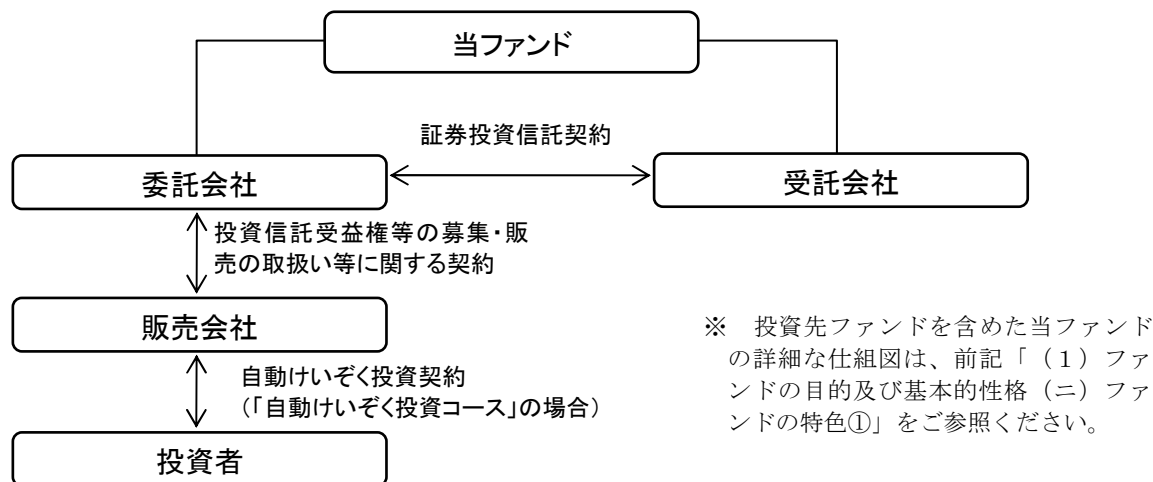 当ファンド
証券投資信託契約
委託会社
受託会社
投資信託受益権等の募集・販
売の取扱い等に関する契約
販売会社
自動けいぞく投資契約
(「自動けいぞく投資コース」の場合)
投資者
※　投資先ファンドを含めた当ファンド
の詳細な仕組図は、前記「（１）ファ
ンドの目的及び基本的性格（ニ）ファ
ンドの特色①」をご参照ください。